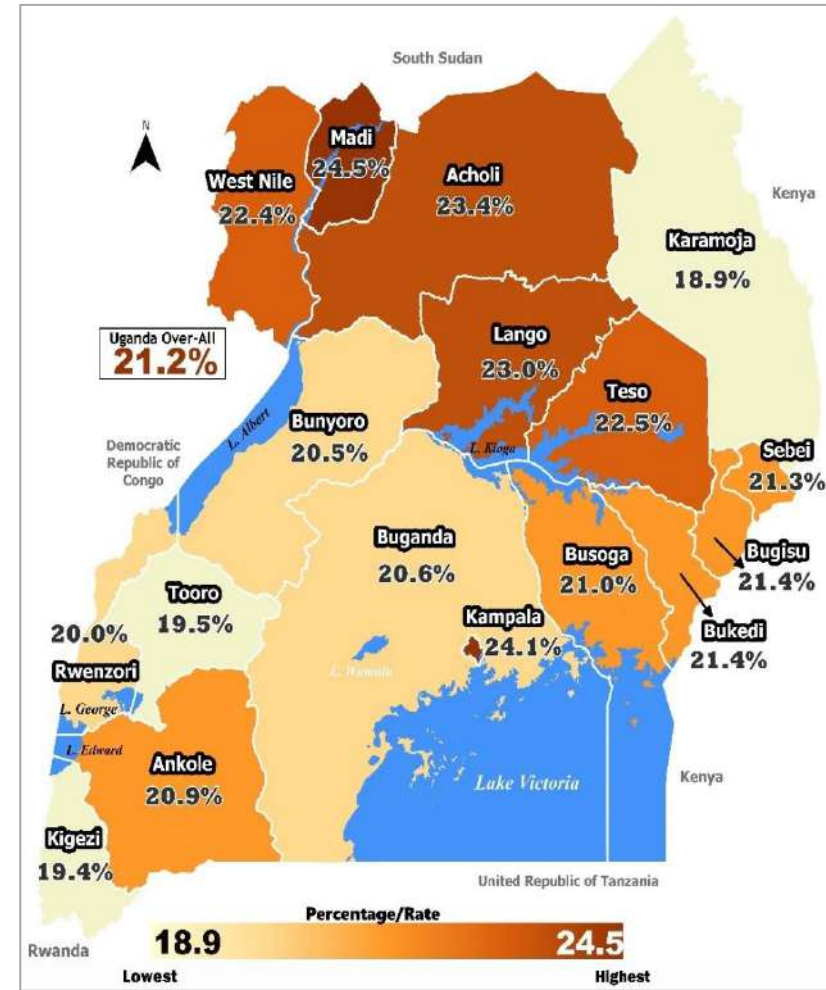 South Sudan
N
Madi
24.5%
West Nile
22.4%
Acholi
23.4%
Kenya
Karamoja
18.9%
Uganda Over-All
21.2%
Lango
23.0%
Teso
22.5%
L. Albert
Bunyoro
20.5%
L. Kioga
Democratic
Republic of
Congo
Sebei
21.3%
Buganda
20.6%
Busoga
21.0%
Bugisu
21.4%
Tooro
19.5%
Kampala
24.1%
Bukedi
21.4%
20.0%
Rwenzori
L. Wamala
L. George
L. Edward
Ankole
20.9%
Lake Victoria
Kenya
Kigezi
19.4%
United Republic of Tanzania
Percentage/Rate
18.9
24.5
Rwanda
Lowest
Highest